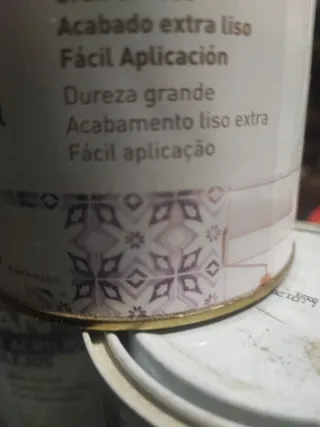 Acabado extra liso
Fácil Aplicación
Dureza grande
Acabamento liso extra
Fácil aplicação